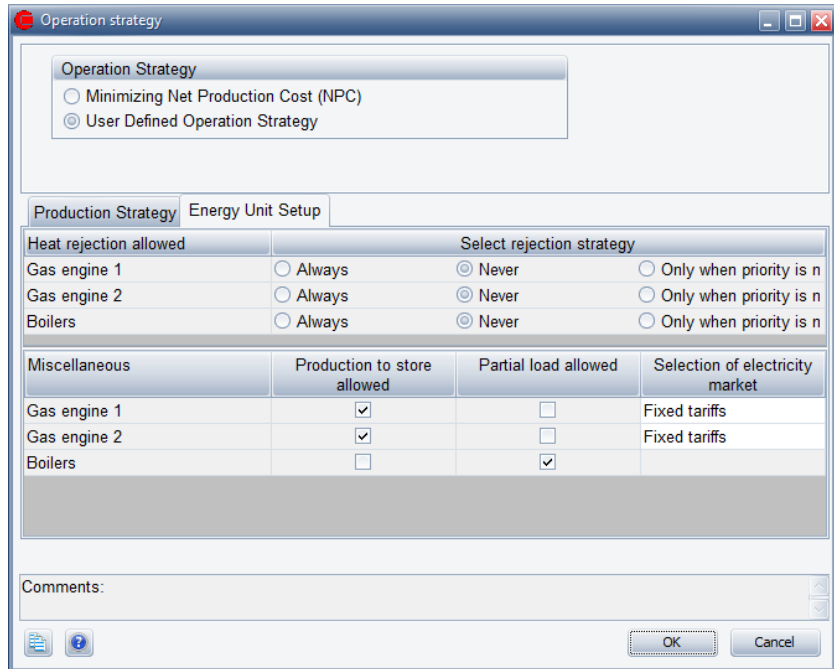 Operation strategy
Operation Strategy
Minimizing Net Production Cost (NPC)
User Defined Operation Strategy
Production Strategy Energy Unit Setup
Heat rejection allowed Select rejection strategy
Gas engine 1 Always Never Only when priority is n
Gas engine 2 Always Never Only when priority is n
Boilers Always Never Only when priority is n
Miscellaneous Production to store allowed Partial load allowed Selection of electricity market
Gas engine 1 Fixed tariffs
Gas engine 2 Fixed tariffs
Boilers
Comments:
OK Cancel